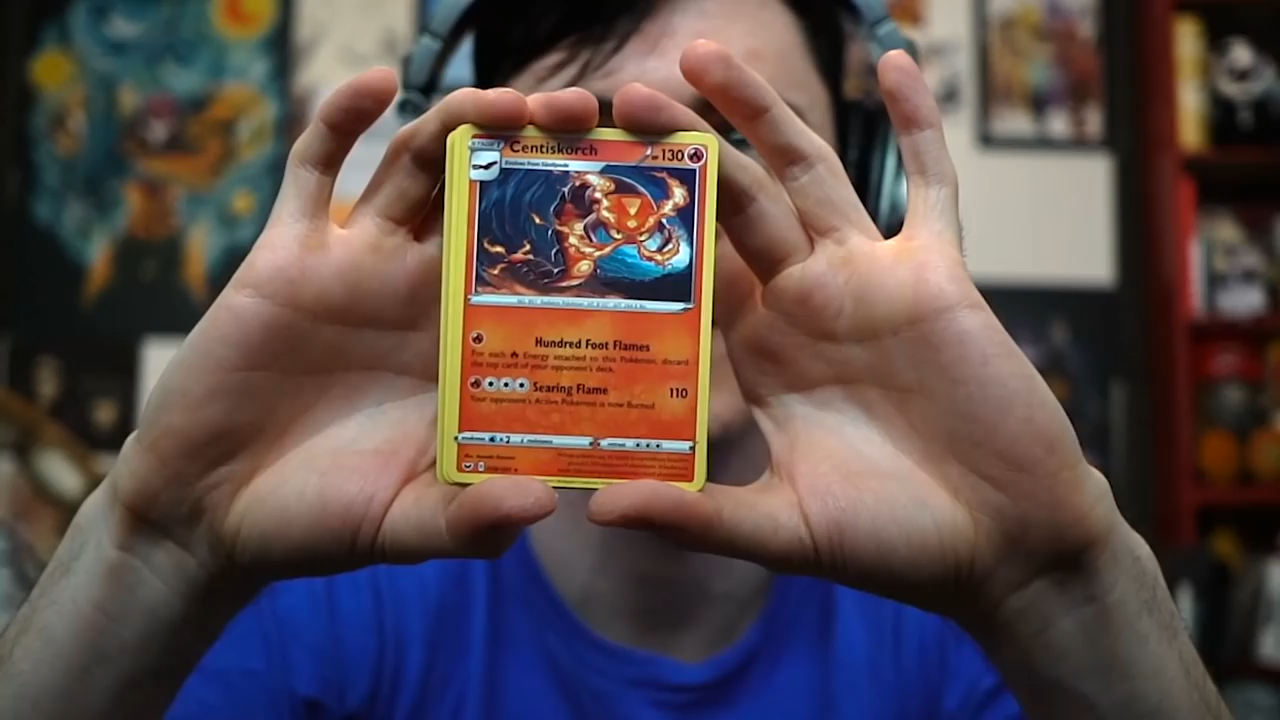 STAGE 1
Centiskorch
HP 130
Evolves from Sizzlipede
Hundred Foot Flames
For each Energy attached to this Pokémon, discard
the top card of your opponent's deck.
Searing Flame 110
Your opponent's Active Pokémon is now Burned
weakness ×2 resistance retreat